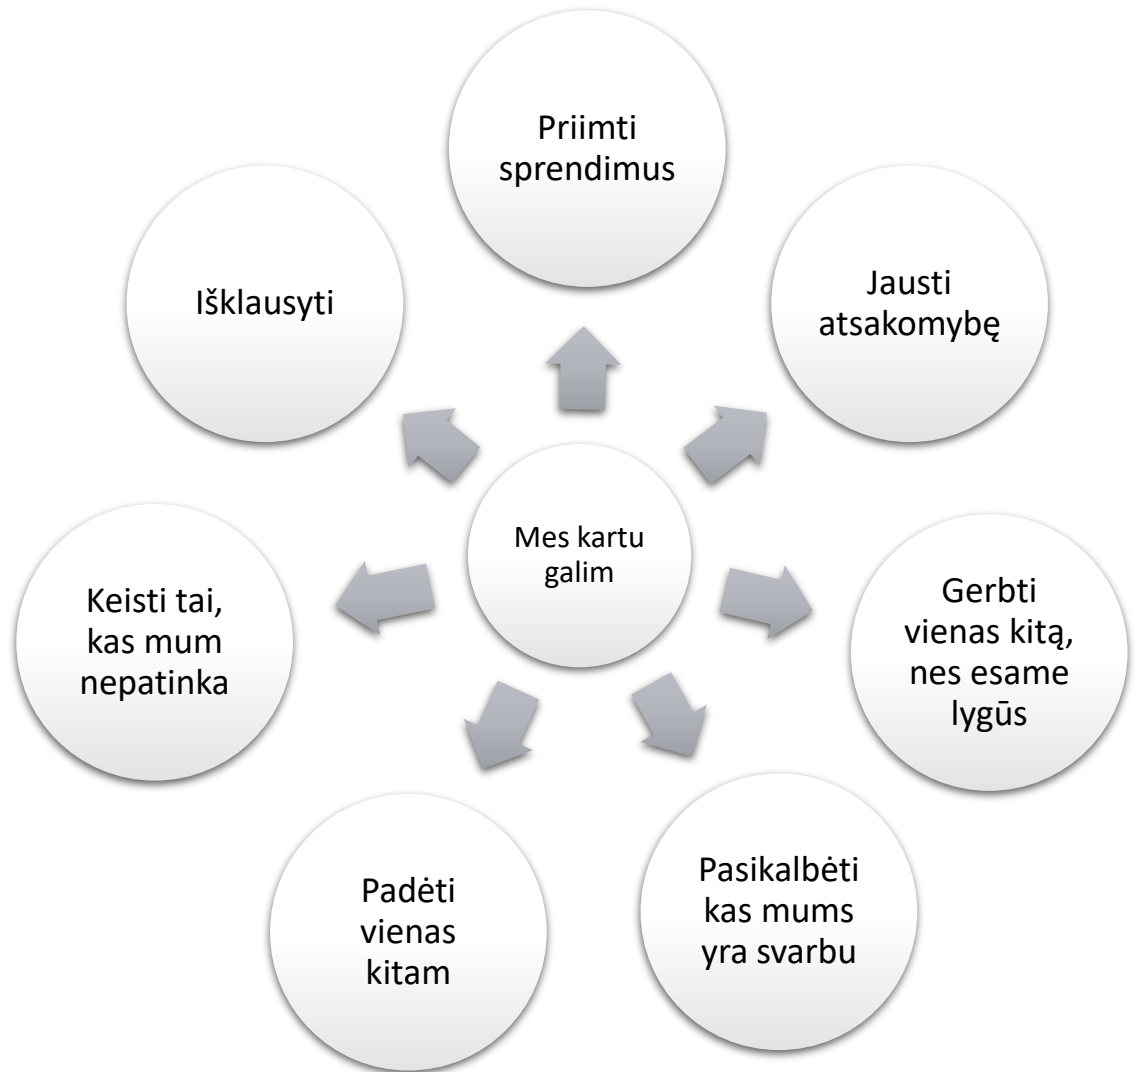 Priimti
sprendimus
Jausti
atsakomybę
Gerbti
vienas kitą,
nes esame
lygūs
Pasikalbėti
kas mums
yra svarbu
Padėti
vienas
kitam
Keisti tai,
kas mum
nepatinka
Išklausyti
Mes kartu
galim